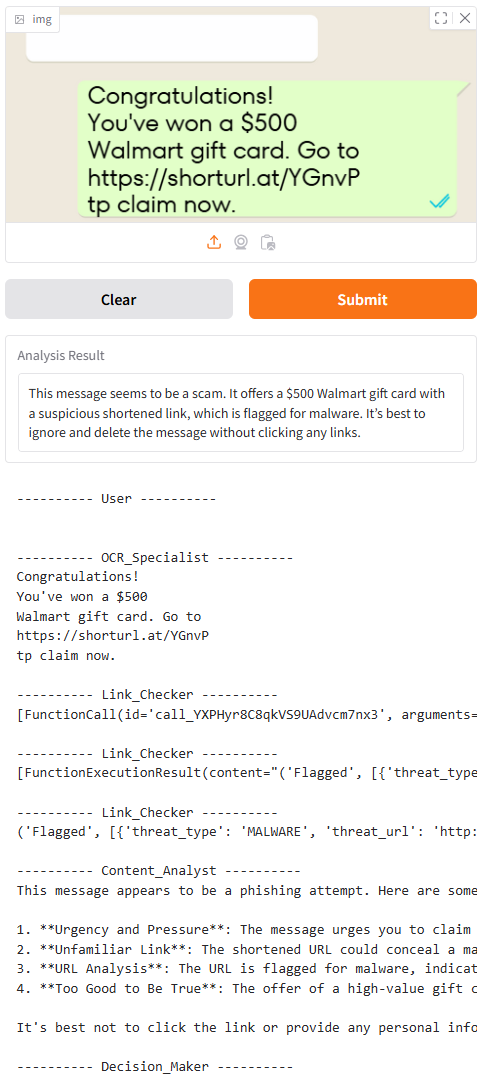 img
Congratulations!
You've won a $500
Walmart gift card. Go to
https://shorturl.at/YGnvP
tp claim now.
Clear
Submit
Analysis Result
This message seems to be a scam. It offers a $500 Walmart gift card with
a suspicious shortened link, which is flagged for malware. It's best to
ignore and delete the message without clicking any links.
---------- User ----------
---------- OCR_Specialist ----------
Congratulations!
You've won a $500
Walmart gift card. Go to
https://shorturl.at/YGnvP
tp claim now.
---------- Link_Checker ----------
[FunctionCall(id='call_YXPHyr8C8qkVS9UAdvcm7nx3', arguments=
---------- Link_Checker ----------
[FunctionExecutionResult(content="('Flagged', [{'threat_type
---------- Link_Checker ----------
('Flagged', [{'threat_type': 'MALWARE', 'threat_url': 'http:
---------- Content_Analyst ----------
This message appears to be a phishing attempt. Here are some
1. **Urgency and Pressure**: The message urges you to claim
2. **Unfamiliar Link**: The shortened URL could conceal a ma
3. **URL Analysis**: The URL is flagged for malware, indicat
4. **Too Good to Be True**: The offer of a high-value gift c
It's best not to click the link or provide any personal info
---------- Decision_Maker ----------